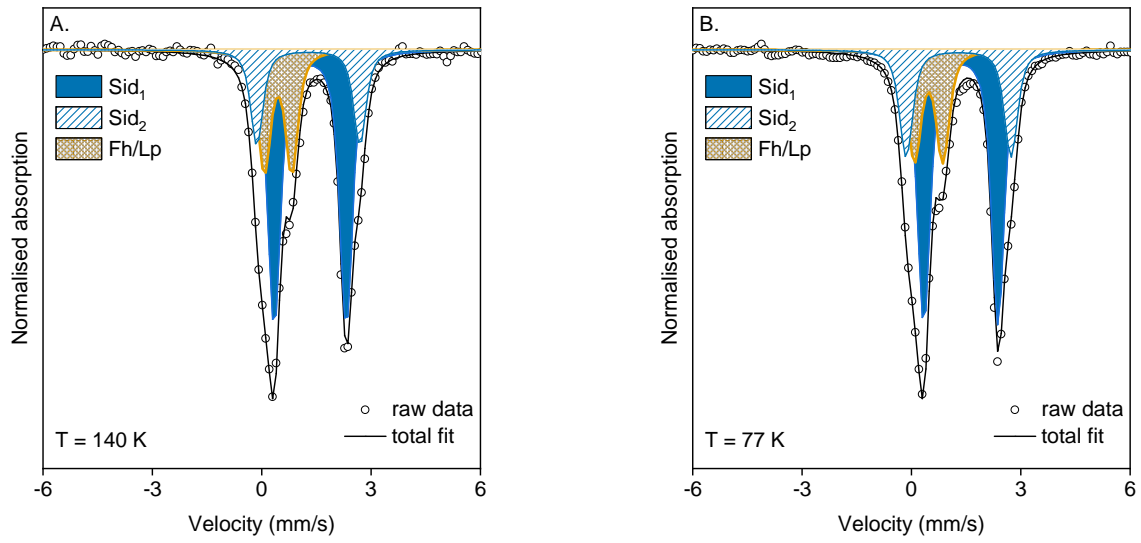 A.
Sid1
Sid2
Fh/Lp
raw data
total fit
T = 140 K
Normalised absorption
-6 -3 0 3 6
Velocity (mm/s)
B.
Sid1
Sid2
Fh/Lp
raw data
total fit
T = 77 K
Normalised absorption
-6 -3 0 3 6
Velocity (mm/s)